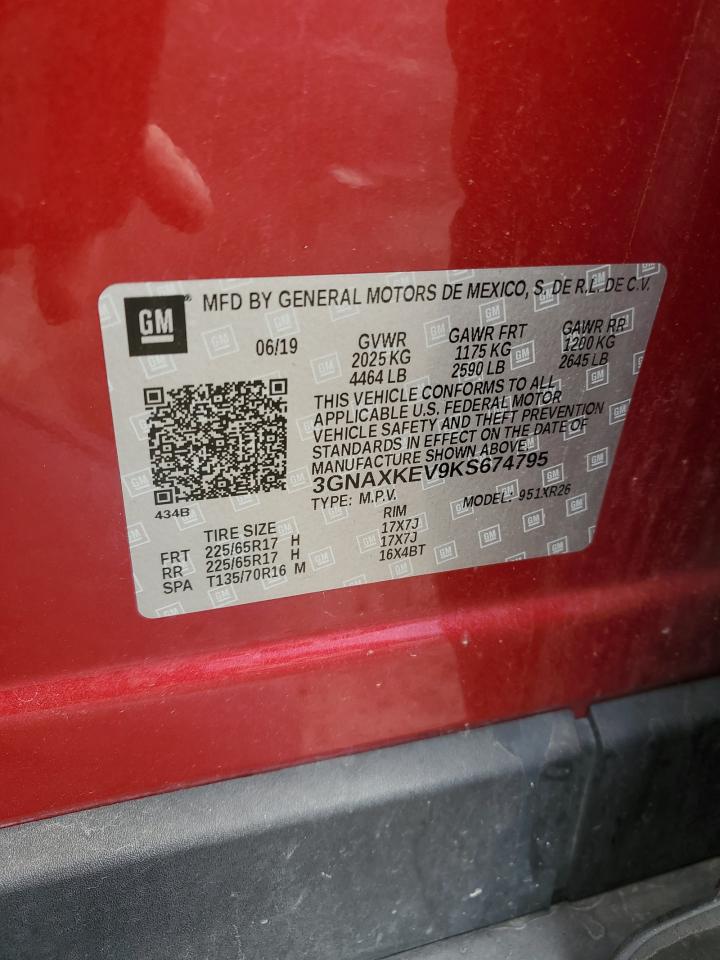 GM
MFD BY GENERAL MOTORS DE MEXICO, S. DE R.L. DE C.V.
06/19 GVWR GAWR FRT GAWR RR
2025 KG 1175 KG 1200 KG
4464 LB 2590 LB 2645 LB
THIS VEHICLE CONFORMS TO ALL
APPLICABLE U.S. FEDERAL MOTOR
VEHICLE SAFETY AND THEFT PREVENTION
STANDARDS IN EFFECT ON THE DATE OF
MANUFACTURE SHOWN ABOVE.
3GNAXKEV9KS674795
TYPE: M.P.V. MODEL: 951XR26
434B
TIRE SIZE RIM
FRT 225/65R17 H 17X7J
RR 225/65R17 H 17X7J
SPA T135/70R16 M 16X4BT